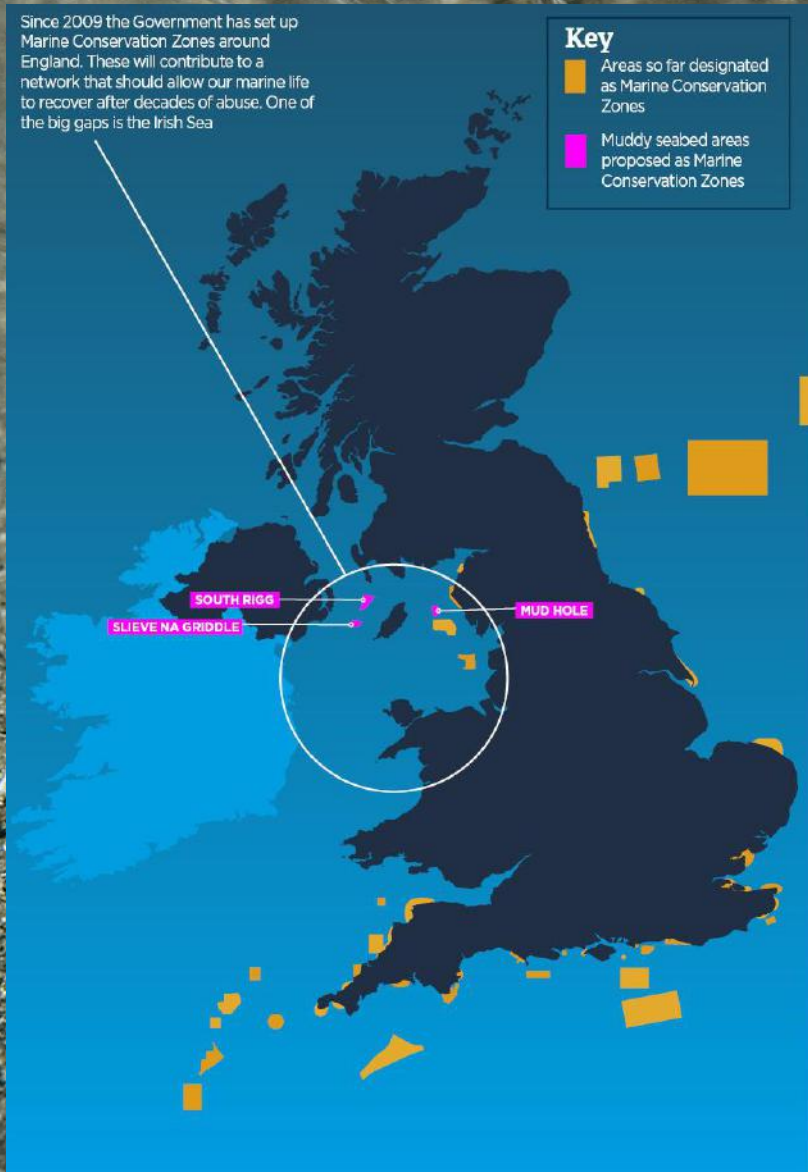 Since 2009 the Government has set up
Marine Conservation Zones around
England. These will contribute to a
network that should allow our marine life
to recover after decades of abuse. One of
the big gaps is the Irish Sea
Key
Areas so far designated
as Marine Conservation
Zones
Muddy seabed areas
proposed as Marine
Conservation Zones
SOUTH RIGG
SLIEVE NA GRIDDLE
MUD HOLE